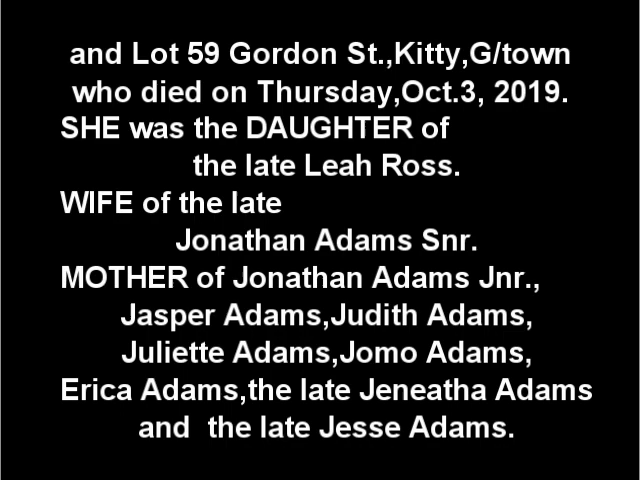 and Lot 59 Gordon St.,Kitty,G/town
who died on Thursday,Oct.3, 2019.
SHE was the DAUGHTER of
the late Leah Ross.
WIFE of the late
Jonathan Adams Snr.
MOTHER of Jonathan Adams Jnr.,
Jasper Adams,Judith Adams,
Juliette Adams,Jomo Adams,
Erica Adams,the late Jeneatha Adams
and  the late Jesse Adams.